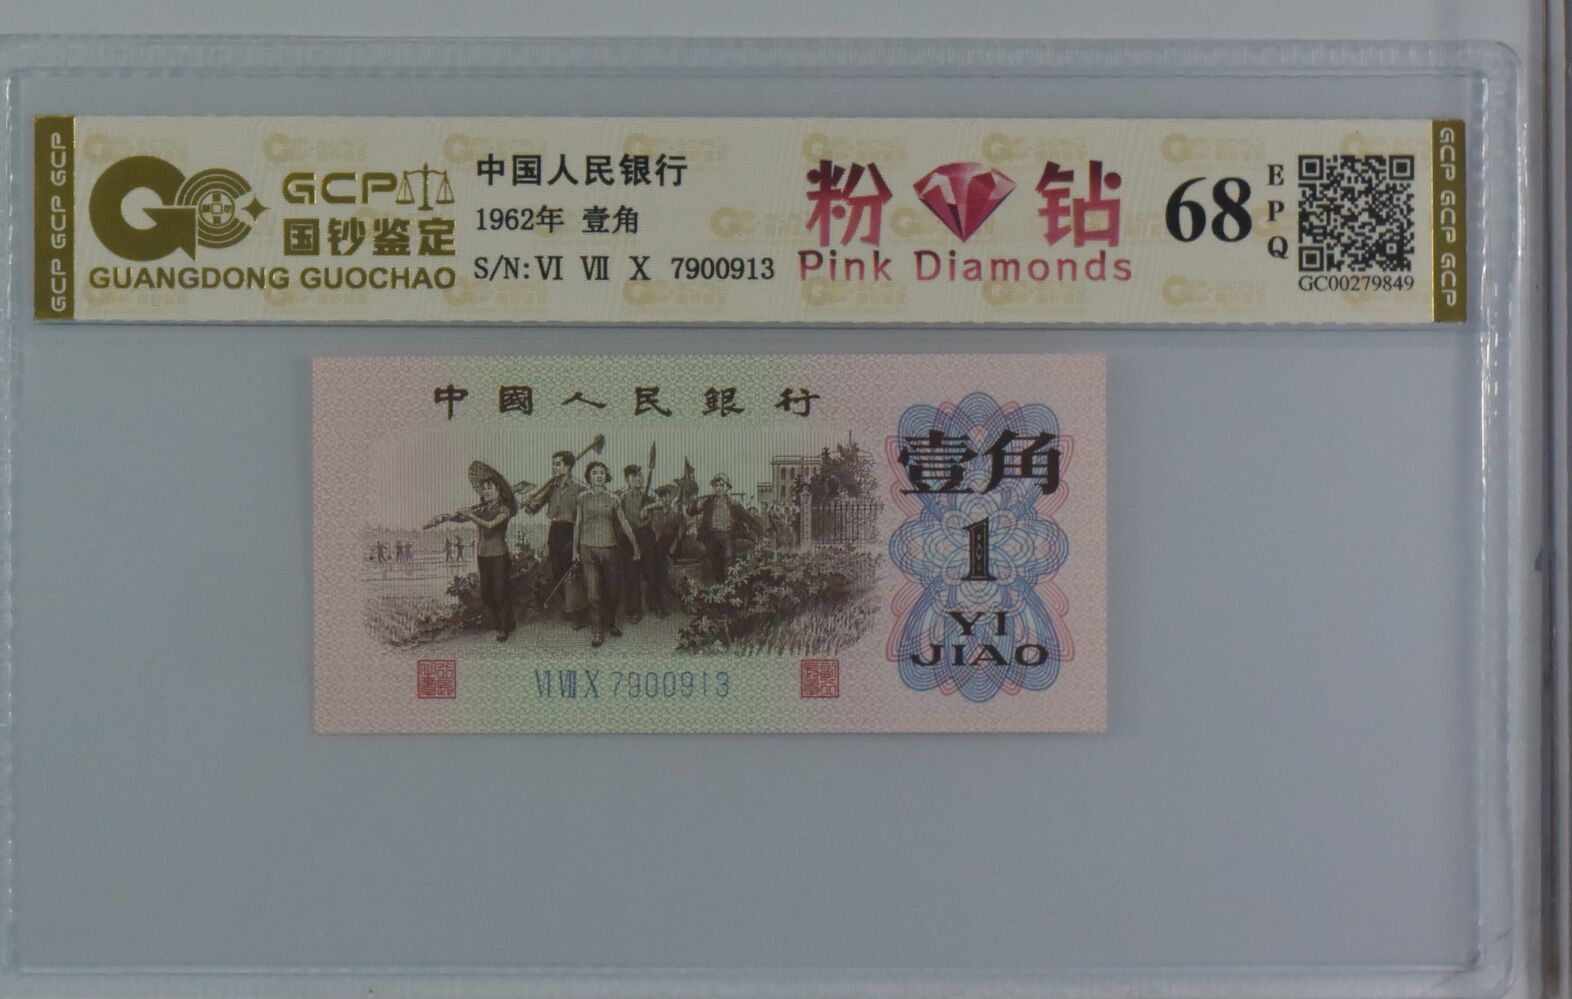 GCP GCP GCP
GCP
国钞鉴定
GUANGDONG GUOCHAO
中国人民银行
1962年 壹角
S/N: VI VII X 7900913
粉钻
Pink Diamonds
68
EPQ
GC00279849
GCP GCP GCP
中國人民銀行
壹角
1
YI
JIAO
VI VII X 7900913